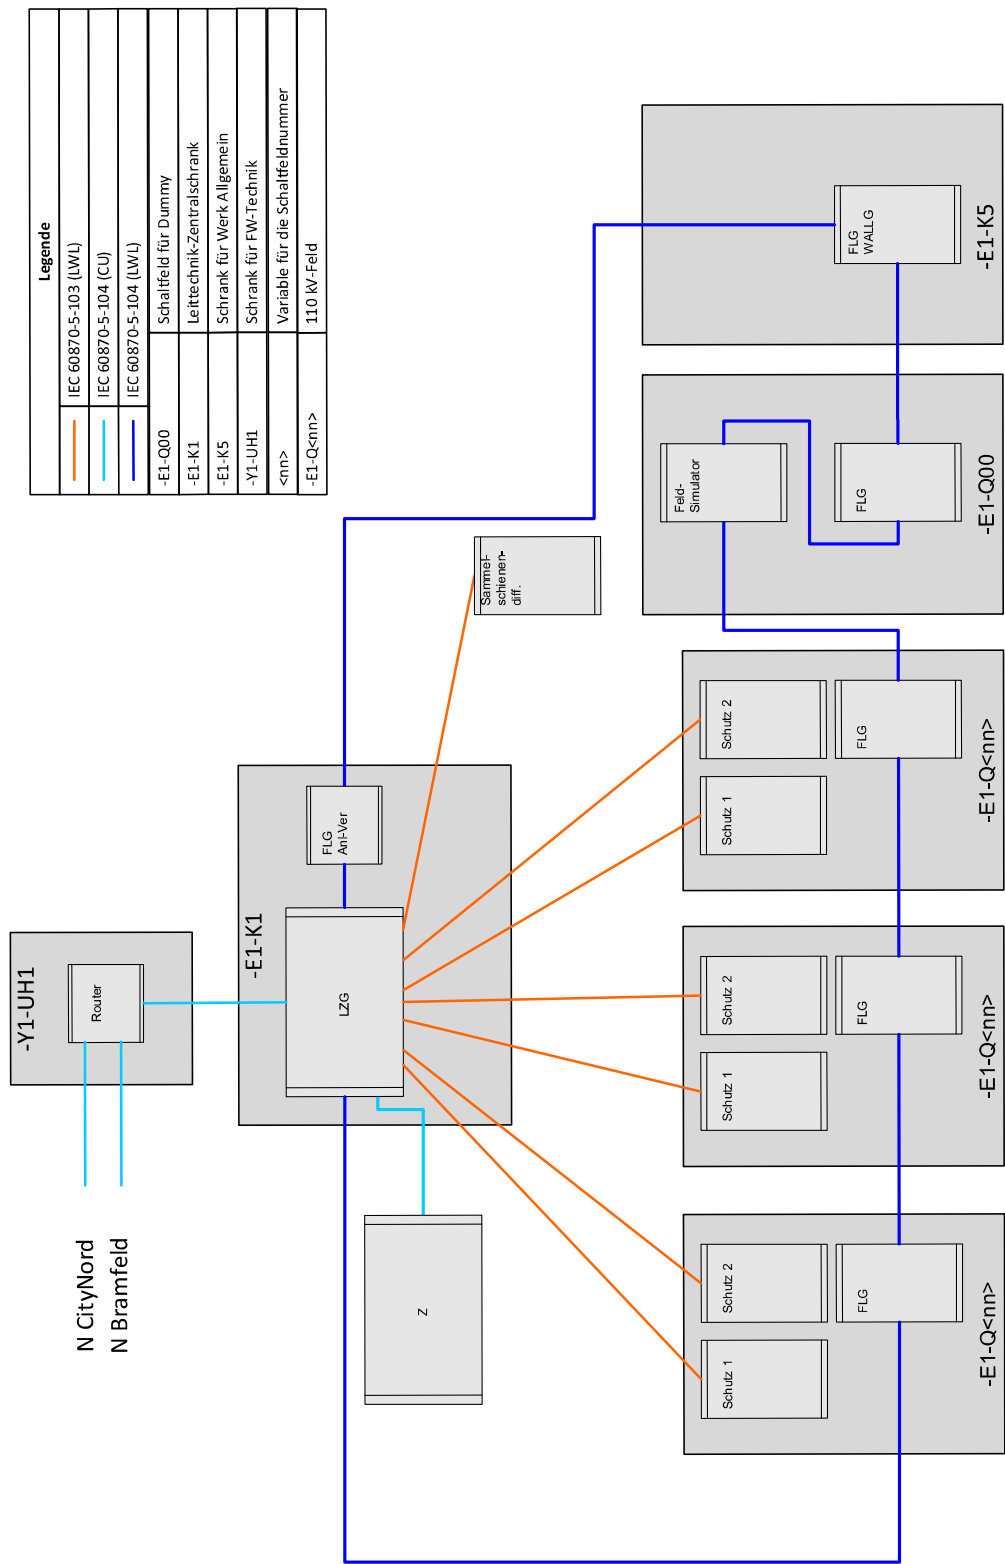 Legende
IEC 60870-5-103 (LWL)
IEC 60870-5-104 (CU)
IEC 60870-5-104 (LWL)
-E1-Q00 Schaltfeld für Dummy
-E1-K1 Leittechnik-Zentralschrank
-E1-K5 Schrank für Werk Allgemein
-Y1-UH1 Schrank für FW-Technik
<nn> Variable für die Schaltfeldnummer
-E1-Q<nn> 110 kV-Feld
N CityNord
N Bramfeld
-Y1-UH1
Router
-E1-K1
LZG
FLG
Anl-Ver
Z
Sammel-
schienen-
diff.
Schutz 1
Schutz 2
FLG
-E1-Q<nn>
Schutz 1
Schutz 2
FLG
-E1-Q<nn>
Schutz 1
Schutz 2
FLG
-E1-Q<nn>
Feld-
Simulator
FLG
-E1-Q00
FLG
WALLG
-E1-K5